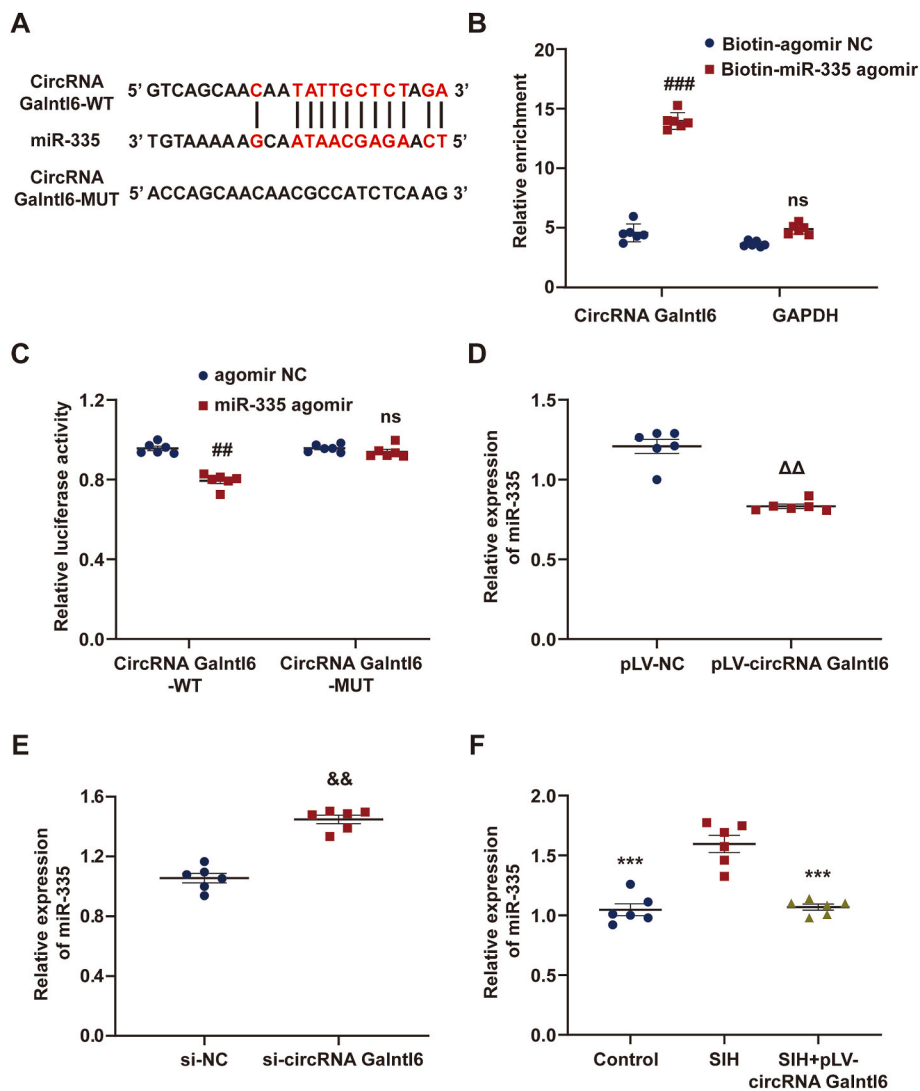 A
CircRNA
Galntl6-WT
5’ GTCAGCAACAATATTGCTCTAGA 3’
miR-335
3’ TGTAAAAAGCAATAACGAGAACT 5’
CircRNA
Galntl6-MUT
5’ ACCAGCAACAACGCCATCTCAAG 3’
B
Biotin-agomir NC
Biotin-miR-335 agomir
Relative enrichment
20
15
10
5
0
###
ns
CircRNA Galntl6
GAPDH
C
agomir NC
miR-335 agomir
Relative luciferase activity
1.2
0.8
0.4
0.0
##
ns
CircRNA Galntl6
-WT
CircRNA Galntl6
-MUT
D
Relative expression
of miR-335
1.5
1.0
0.5
0.0
ΔΔ
pLV-NC
pLV-circRNA Galntl6
E
Relative expression
of miR-335
1.6
1.2
0.8
0.4
0.0
&&
si-NC
si-circRNA Galntl6
F
Relative expression
of miR-335
2.0
1.5
1.0
0.5
0.0
***
***
Control
SIH
SIH+pLV-
circRNA Galntl6